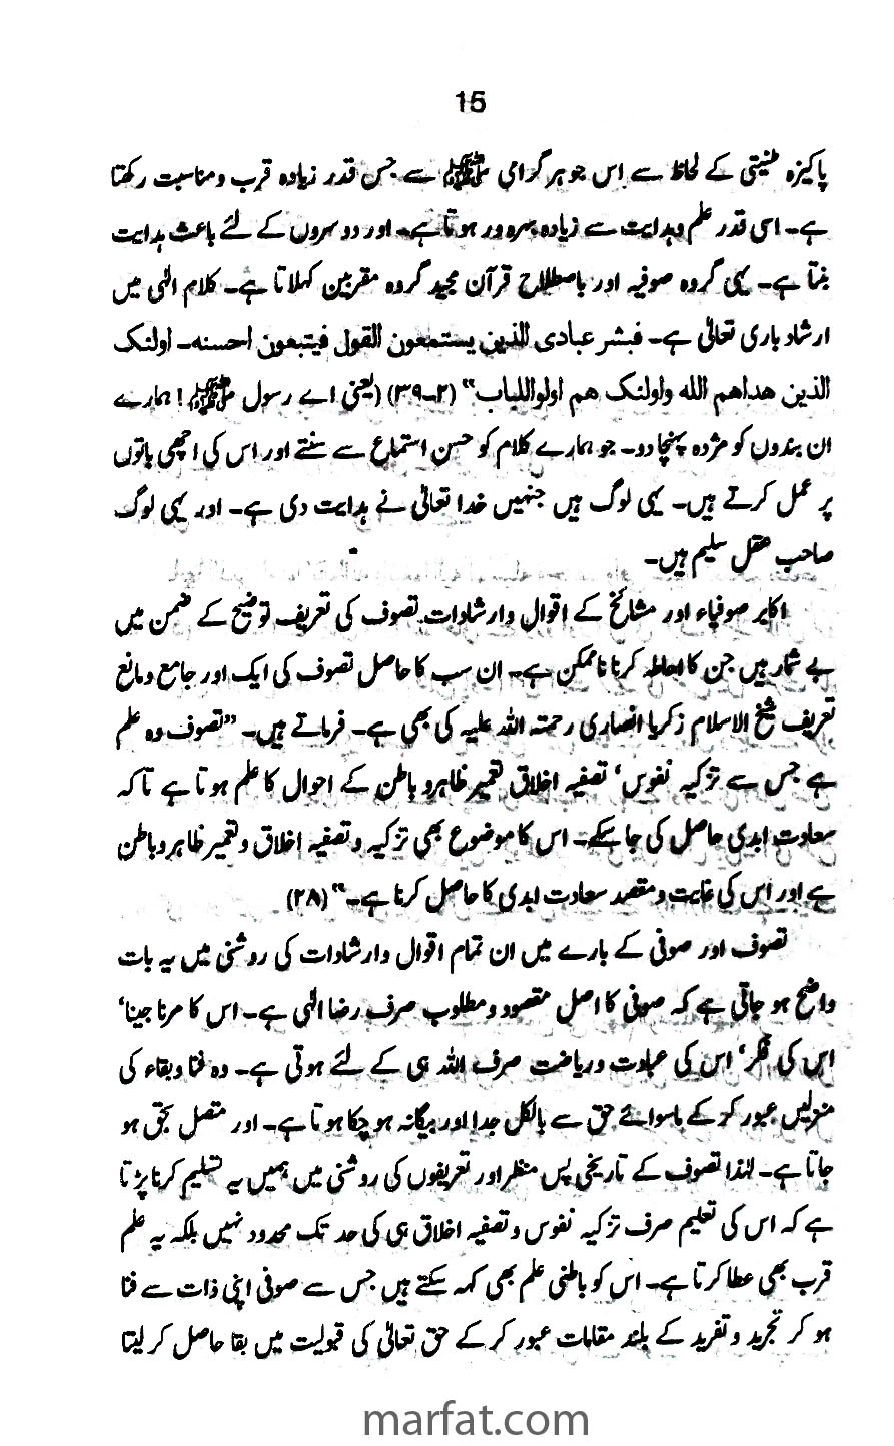 15
پاکیزہ طینتی کے لحاظ سے اس جوہر گرامی ﷺ سے جس قدر زیادہ قرب و مناسبت رکھتا
ہے۔ اسی قدر علم و ہدایت سے زیادہ بہرہ ور ہوتا ہے۔ اور دوسروں کے لئے باعث ہدایت
بنتا ہے۔ یہی گروہ صوفیہ اور باصطلاح قرآن مجید گروہ مقربین کہلاتا ہے۔ کلام الٰہی میں
ارشاد باری تعالیٰ ہے۔ فبشر عبادی الذین یستمعون القول فیتبعون احسنہ۔ اولئک
الذین ھداھم اللہ واولئک ھم اولواللباب“ (۲۔۳۹) (یعنی اے رسول ﷺ! ہمارے
ان بندوں کو مژدہ پہنچا دو۔ جو ہمارے کلام کو حسن استماع سے سنتے اور اس کی اچھی باتوں
پر عمل کرتے ہیں۔ یہی لوگ ہیں جنہیں خدا تعالیٰ نے ہدایت دی ہے۔ اور یہی لوگ
صاحب عقل سلیم ہیں۔
اکابر صوفیاء اور مشائخ کے اقوال و ارشادات تصوف کی تعریف توضیح کے ضمن میں
بے شمار ہیں جن کا احاطہ کرنا ناممکن ہے۔ ان سب کا حاصل تصوف کی ایک اور جامع و مانع
تعریف شیخ الاسلام زکریا انصاری رحمتہ اللہ علیہ کی بھی ہے۔ فرماتے ہیں۔ ”تصوف وہ علم
ہے جس سے تزکیہ نفوس‘ تصفیہ اخلاق تعمیر ظاہر و باطن کے احوال کا علم ہوتا ہے تاکہ
سعادت ابدی حاصل کی جا سکے۔ اس کا موضوع بھی تزکیہ و تصفیہ اخلاق و تعمیر ظاہر و باطن
ہے اور اس کی غایت و مقصد سعادت ابدی کا حاصل کرنا ہے۔“ (۲۸)
تصوف اور صوفی کے بارے میں ان تمام اقوال و ارشادات کی روشنی میں یہ بات
واضح ہو جاتی ہے کہ صوفی کا اصل مقصود و مطلوب صرف رضا الٰہی ہے۔ اس کا مرنا جینا‘
اس کی فکر‘ اس کی عبادت و ریاضت صرف اللہ ہی کے لئے ہوتی ہے۔ وہ فنا و بقاء کی
منزلیں عبور کر کے ماسوائے حق سے بالکل جدا اور بیگانہ ہو چکا ہوتا ہے۔ اور متصل بحق ہو
جاتا ہے۔ لہٰذا تصوف کے تاریخی پس منظر اور تعریفوں کی روشنی میں ہمیں یہ تسلیم کرنا پڑتا
ہے کہ اس کی تعلیم صرف تزکیہ نفوس و تصفیہ اخلاق ہی کی حد تک محدود نہیں بلکہ یہ علم
قرب بھی عطا کرتا ہے۔ اس کو باطنی علم بھی کہہ سکتے ہیں جس سے صوفی اپنی ذات سے فنا
ہو کر تجرید و تفرید کے بلند مقامات عبور کر کے حق تعالیٰ کی قبولیت میں بقا حاصل کر لیتا
marfat.com